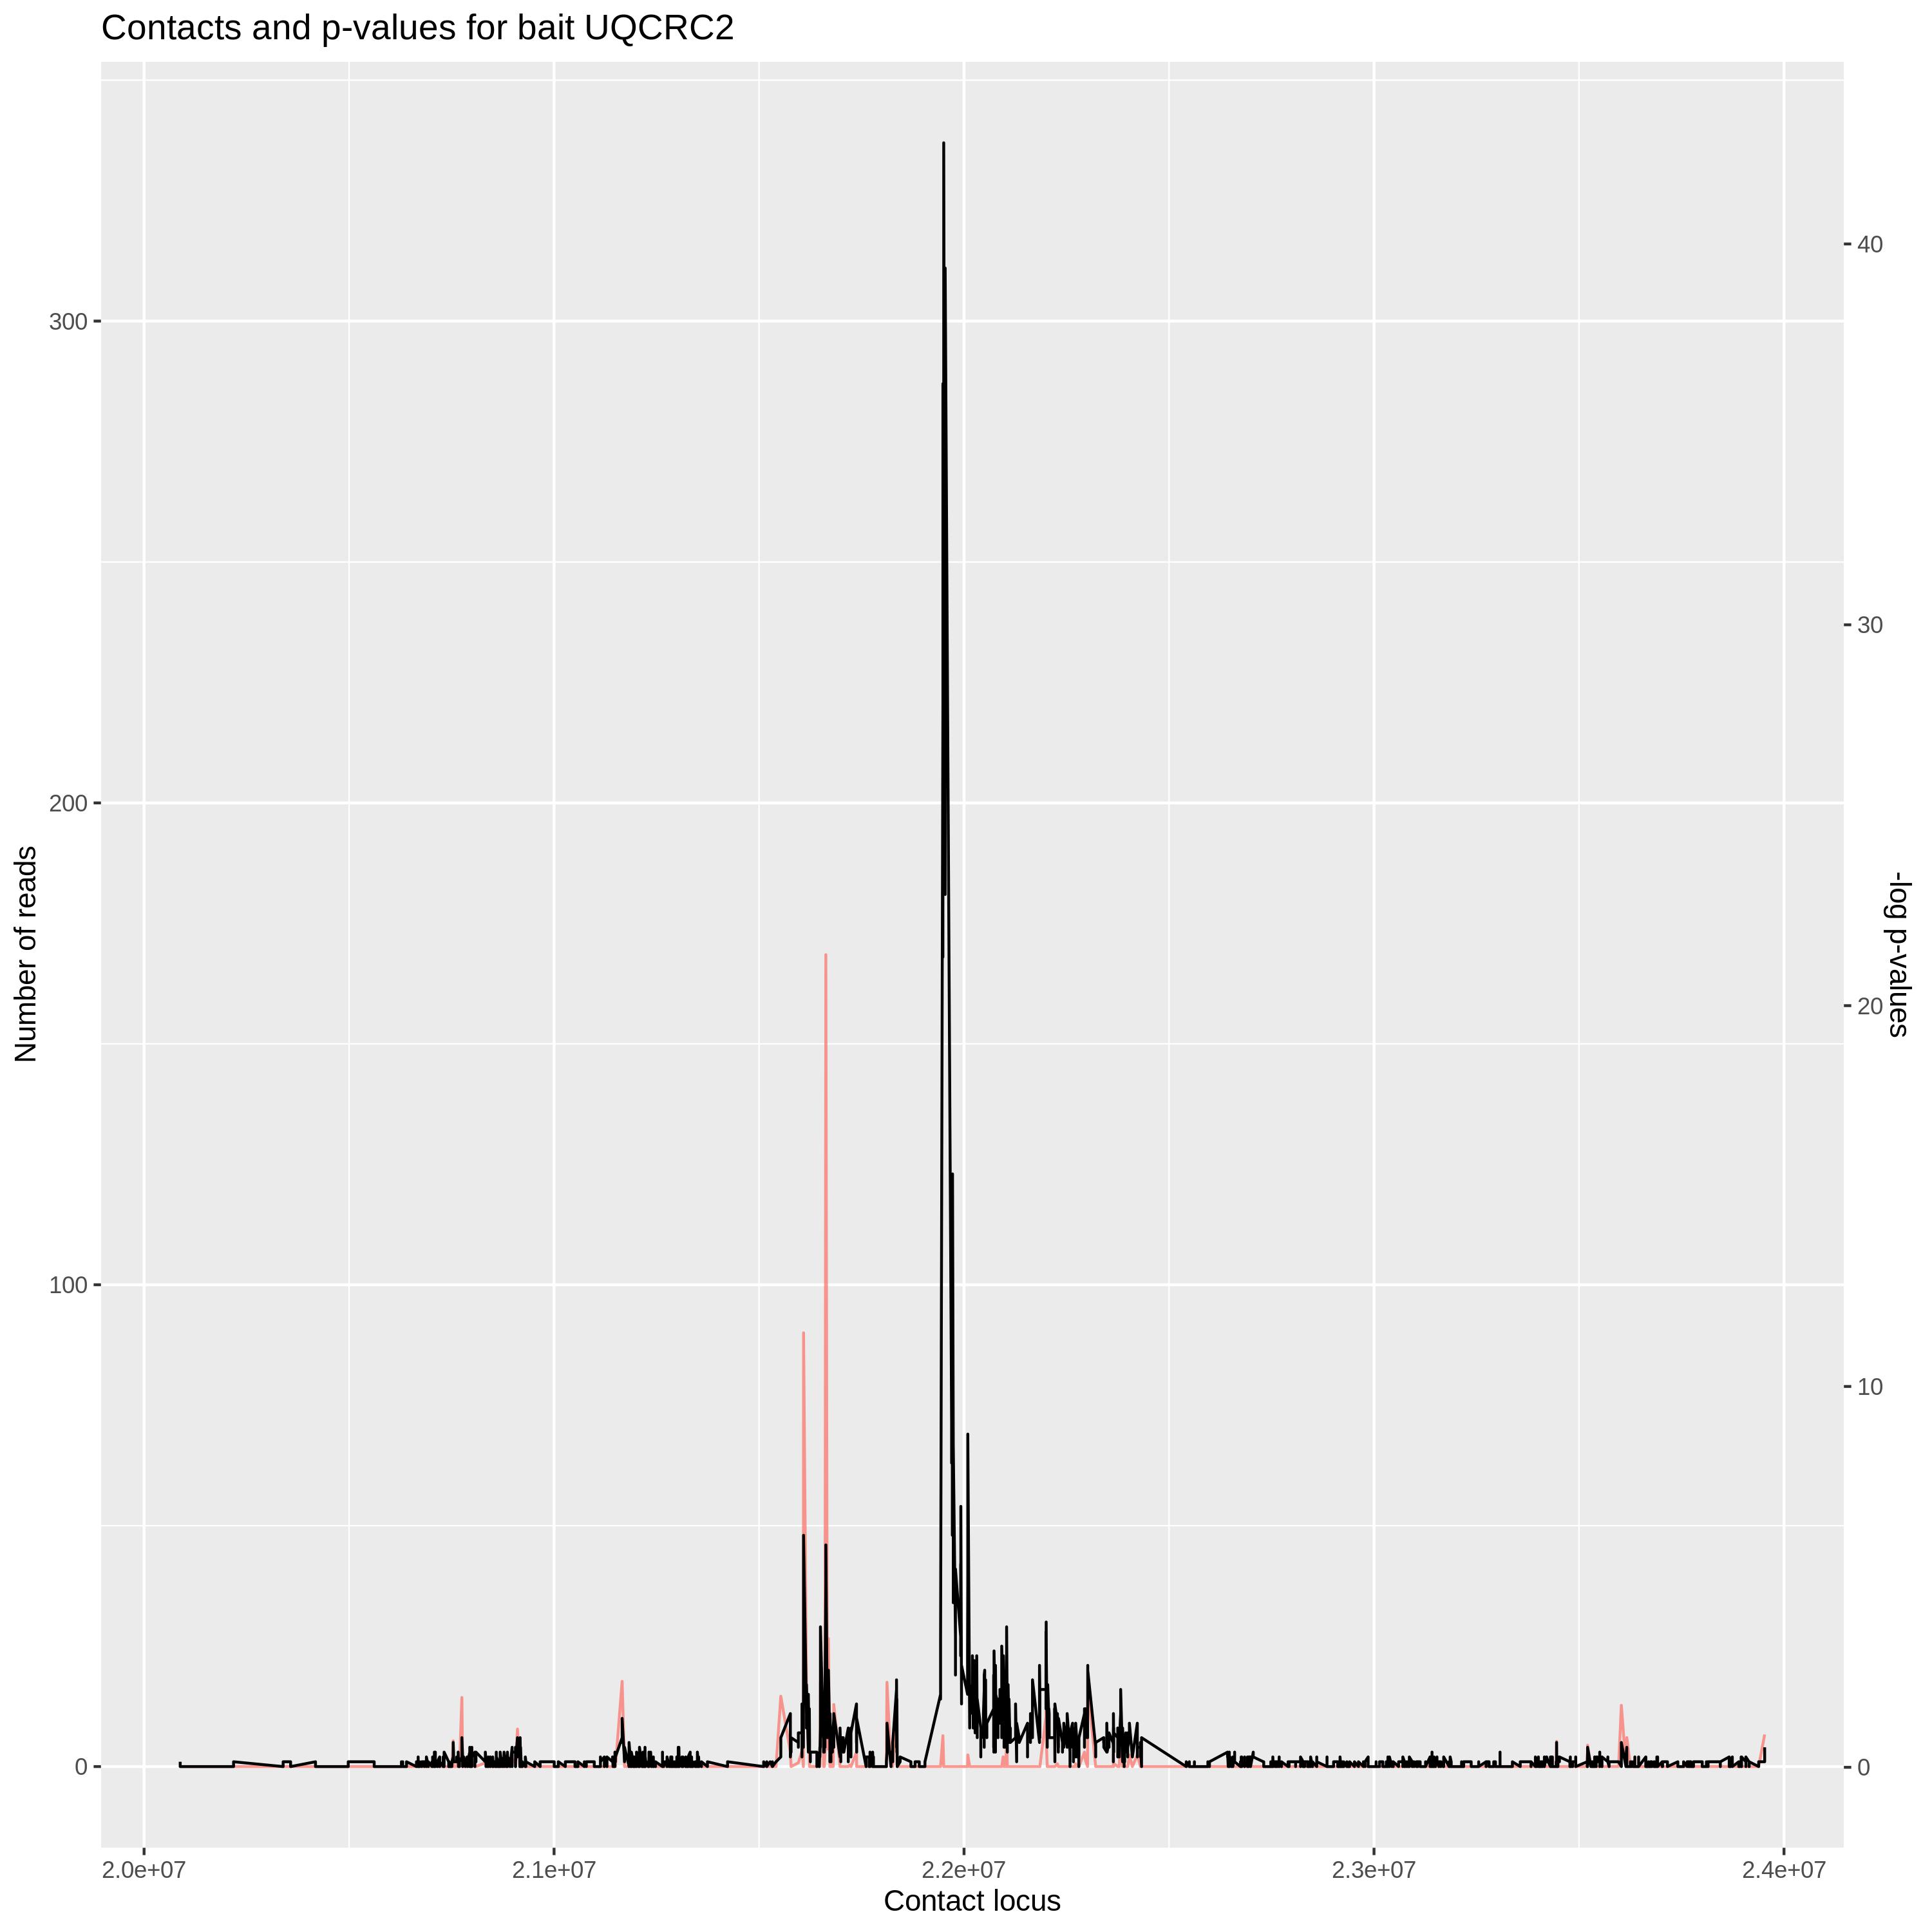 Contacts and p-values for bait UQCRC2
300
200
100
0
Number of reads
40
30
20
10
0
-log p-values
2.0e+07
2.1e+07
2.2e+07
2.3e+07
2.4e+07
Contact locus